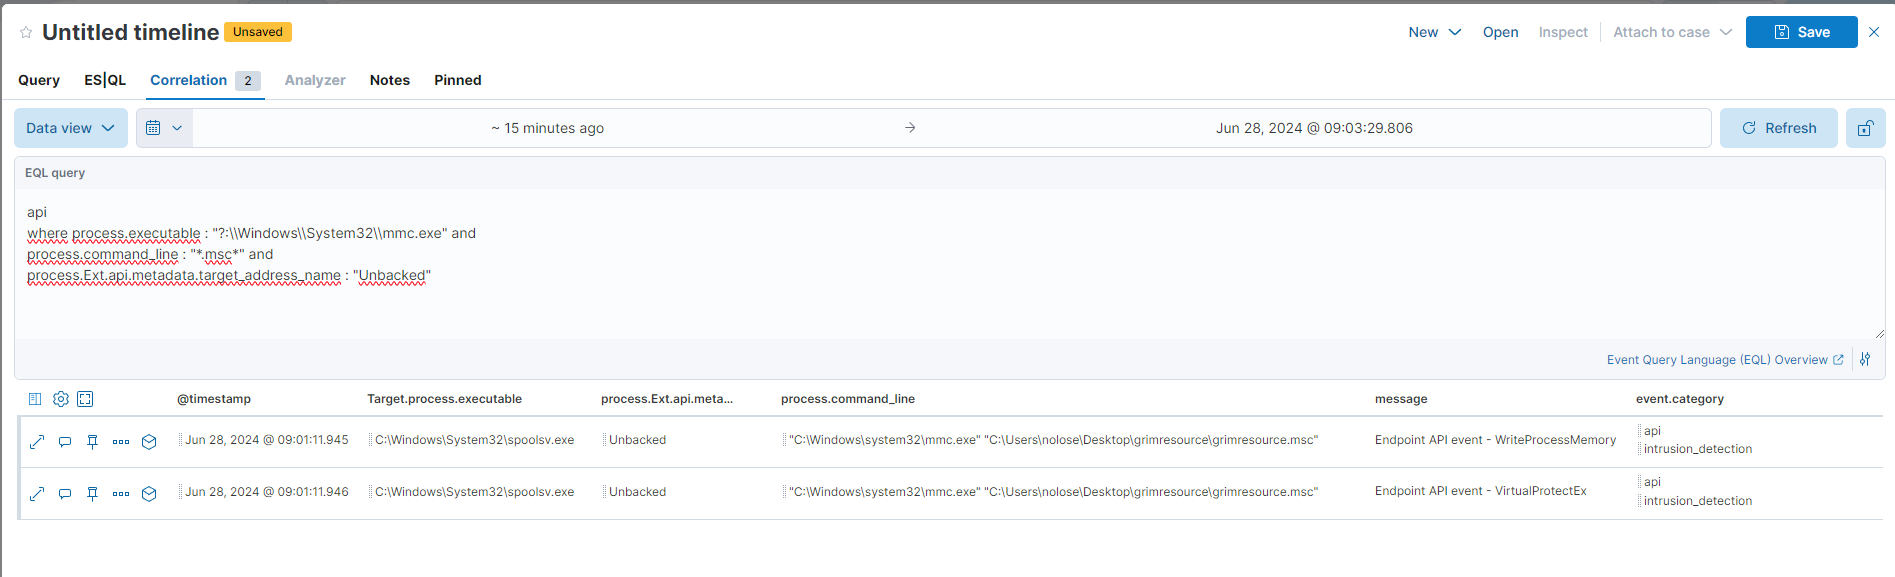 Untitled timeline Unsaved New Open Inspect Attach to case Save
Query ES|QL Correlation 2 Analyzer Notes Pinned
Data view ~ 15 minutes ago → Jun 28, 2024 @ 09:03:29.806 Refresh
EQL query
api
where process.executable : "?:\\Windows\\System32\\mmc.exe" and
process.command_line : "*.msc*" and
process.Ext.api.metadata.target_address_name : "Unbacked"
Event Query Language (EQL) Overview
@timestamp Target.process.executable process.Ext.api.meta... process.command_line message event.category
Jun 28, 2024 @ 09:01:11.945 C:\Windows\System32\spoolsv.exe Unbacked "C:\Windows\system32\mmc.exe" "C:\Users\nolose\Desktop\grimresource\grimresource.msc" Endpoint API event - WriteProcessMemory api
intrusion_detection
Jun 28, 2024 @ 09:01:11.946 C:\Windows\System32\spoolsv.exe Unbacked "C:\Windows\system32\mmc.exe" "C:\Users\nolose\Desktop\grimresource\grimresource.msc" Endpoint API event - VirtualProtectEx api
intrusion_detection